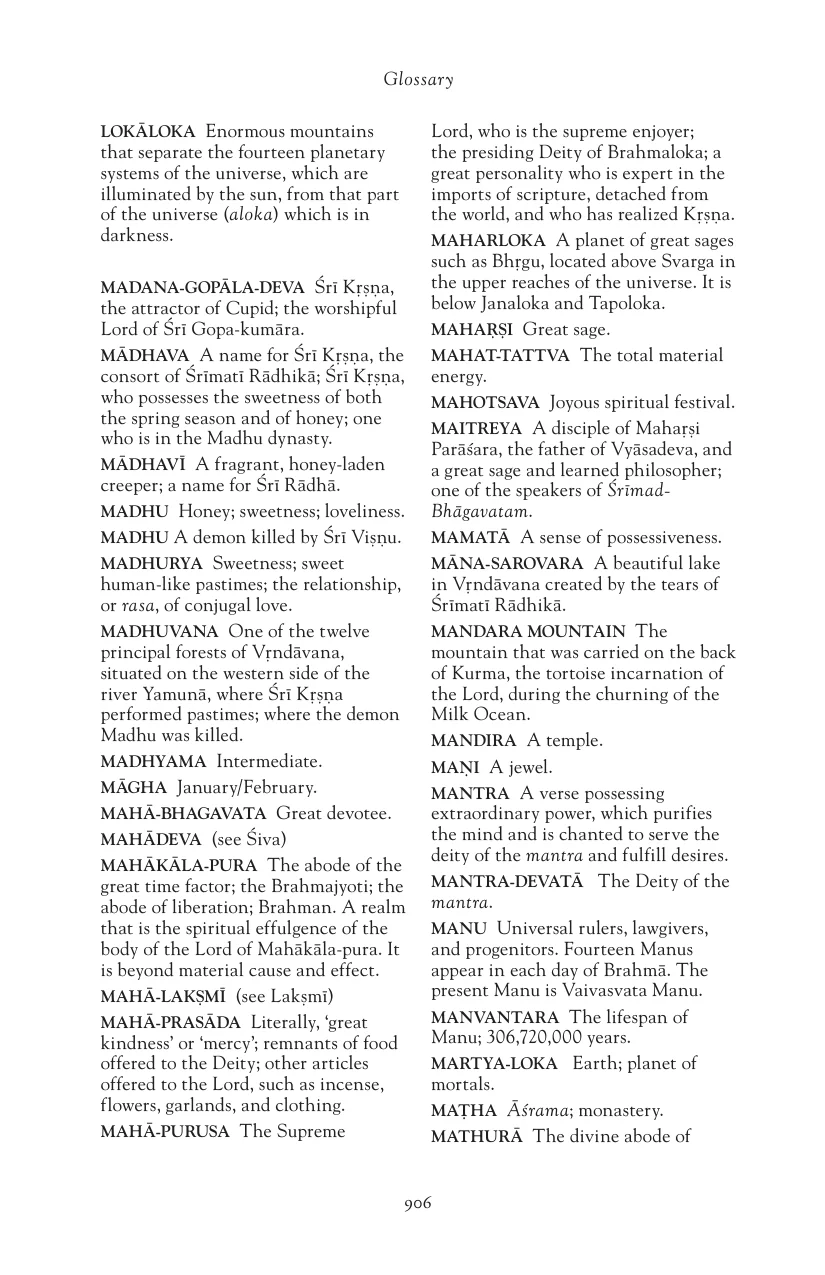 Glossary
LOKĀLOKA Enormous mountains
that separate the fourteen planetary
systems of the universe, which are
illuminated by the sun, from that part
of the universe (aloka) which is in
darkness.
MADANA-GOPĀLA-DEVA Śrī Kṛṣṇa,
the attractor of Cupid; the worshipful
Lord of Śrī Gopa-kumāra.
MĀDHAVA A name for Śrī Kṛṣṇa, the
consort of Śrīmatī Rādhikā; Śrī Kṛṣṇa,
who possesses the sweetness of both
the spring season and of honey; one
who is in the Madhu dynasty.
MĀDHAVĪ A fragrant, honey-laden
creeper; a name for Śrī Rādhā.
MADHU Honey; sweetness; loveliness.
MADHU A demon killed by Śrī Viṣṇu.
MADHURYA Sweetness; sweet
human-like pastimes; the relationship,
or rasa, of conjugal love.
MADHUVANA One of the twelve
principal forests of Vṛndāvana,
situated on the western side of the
river Yamunā, where Śrī Kṛṣṇa
performed pastimes; where the demon
Madhu was killed.
MADHYAMA Intermediate.
MĀGHA January/February.
MAHĀ-BHAGAVATA Great devotee.
MAHĀDEVA (see Śiva)
MAHĀKĀLA-PURA The abode of the
great time factor; the Brahmajyoti; the
abode of liberation; Brahman. A realm
that is the spiritual effulgence of the
body of the Lord of Mahākāla-pura. It
is beyond material cause and effect.
MAHĀ-LAKṢMĪ (see Lakṣmī)
MAHĀ-PRASĀDA Literally, ‘great
kindness’ or ‘mercy’; remnants of food
offered to the Deity; other articles
offered to the Lord, such as incense,
flowers, garlands, and clothing.
MAHĀ-PURUSA The Supreme
Lord, who is the supreme enjoyer;
the presiding Deity of Brahmaloka; a
great personality who is expert in the
imports of scripture, detached from
the world, and who has realized Kṛṣṇa.
MAHARLOKA A planet of great sages
such as Bhṛgu, located above Svarga in
the upper reaches of the universe. It is
below Janaloka and Tapoloka.
MAHARṢI Great sage.
MAHAT-TATTVA The total material
energy.
MAHOTSAVA Joyous spiritual festival.
MAITREYA A disciple of Maharṣi
Parāśara, the father of Vyāsadeva, and
a great sage and learned philosopher;
one of the speakers of Śrīmad-
Bhāgavatam.
MAMATĀ A sense of possessiveness.
MĀNA-SAROVARA A beautiful lake
in Vṛndāvana created by the tears of
Śrīmatī Rādhikā.
MANDARA MOUNTAIN The
mountain that was carried on the back
of Kurma, the tortoise incarnation of
the Lord, during the churning of the
Milk Ocean.
MANDIRA A temple.
MAṆI A jewel.
MANTRA A verse possessing
extraordinary power, which purifies
the mind and is chanted to serve the
deity of the mantra and fulfill desires.
MANTRA-DEVATĀ The Deity of the
mantra.
MANU Universal rulers, lawgivers,
and progenitors. Fourteen Manus
appear in each day of Brahmā. The
present Manu is Vaivasvata Manu.
MANVANTARA The lifespan of
Manu; 306,720,000 years.
MARTYA-LOKA Earth; planet of
mortals.
MAṬHA Āśrama; monastery.
MATHURĀ The divine abode of
906